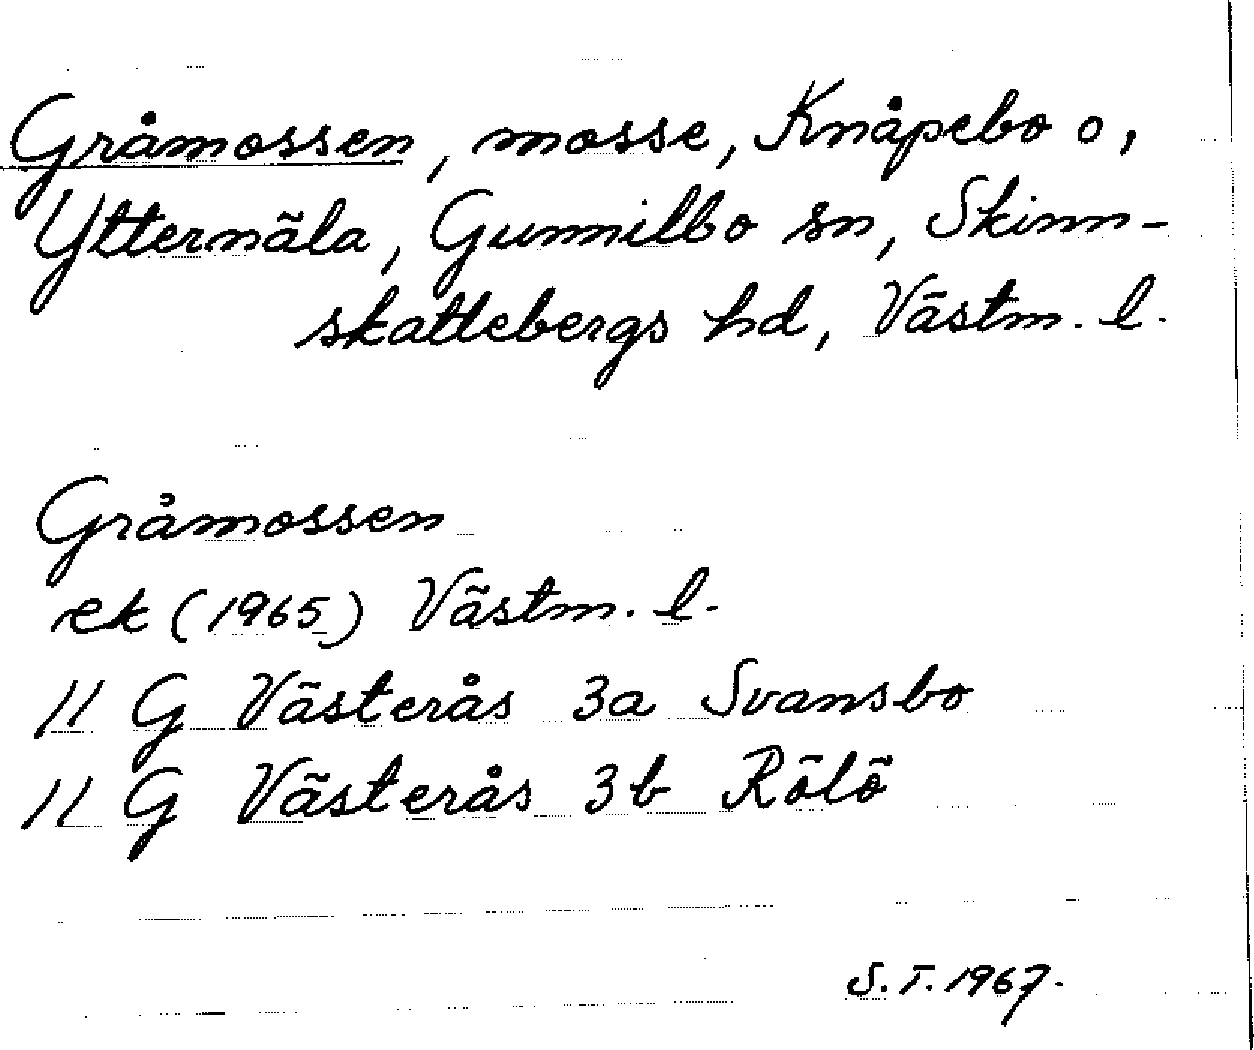 Gråmossen, mosse, Knåpebo o,
Ytternäla, Gunnilbo sn, Skinn-
skattebergs hd, Västm. l.
Gråmossen
ek (1965) Västm. l.
11 G Västerås 3a Svansbo
11 G Västerås 3b Rölö
S.T. 1967.